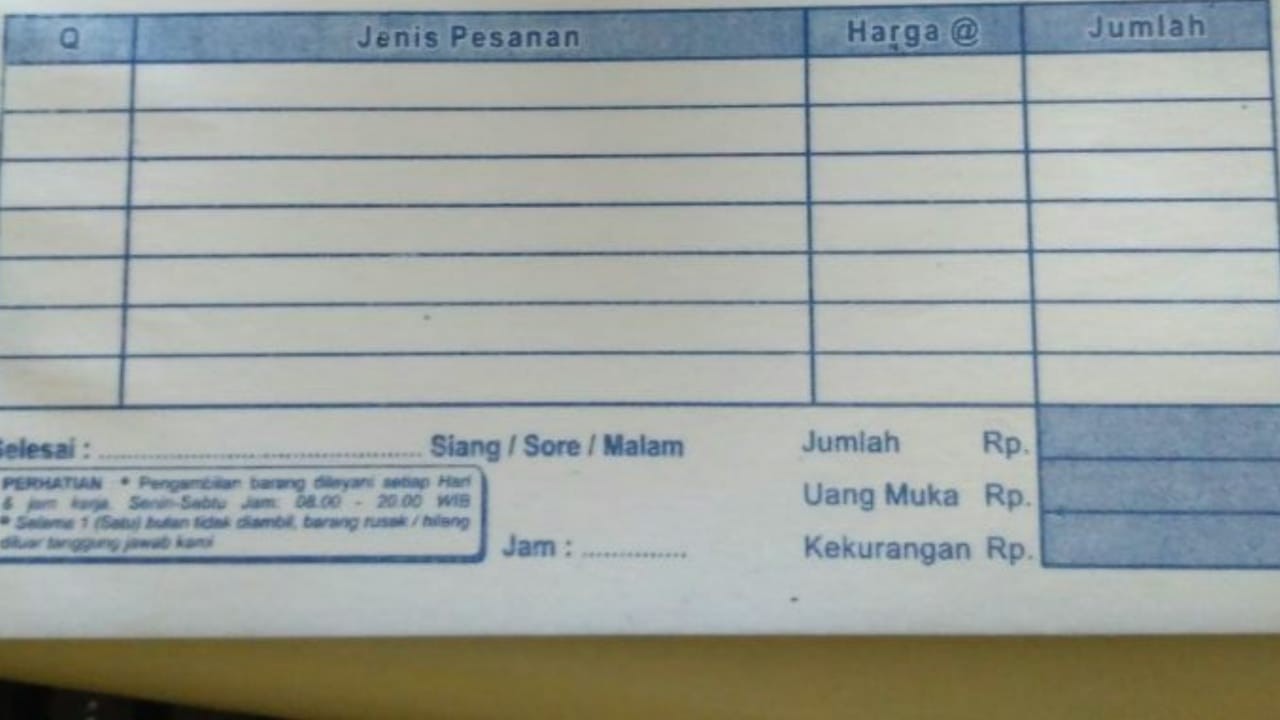 Q Jenis Pesanan Harga @ Jumlah
Selesai : ................................................ Siang / Sore / Malam Jumlah Rp.
PERHATIAN * Pengambilan barang dilayani setiap Hari
& jam kerja. Senin-Sabtu Jam: 08.00 - 20.00 WIB
* Selama 1 (Satu) bulan tidak diambil, barang rusak / hilang
diluar tanggung jawab kami
Uang Muka Rp.
Jam : ............. Kekurangan Rp.